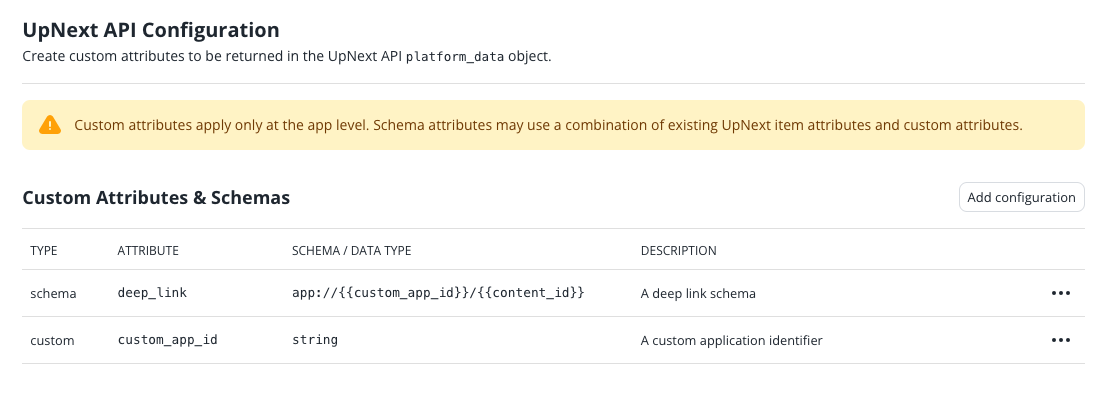 UpNext API Configuration
Create custom attributes to be returned in the UpNext API platform_data object.
Custom attributes apply only at the app level. Schema attributes may use a combination of existing UpNext item attributes and custom attributes.
Custom Attributes & Schemas
Add configuration
TYPE ATTRIBUTE SCHEMA / DATA TYPE DESCRIPTION
schema deep_link app://{{custom_app_id}}/{{content_id}} A deep link schema
custom custom_app_id string A custom application identifier